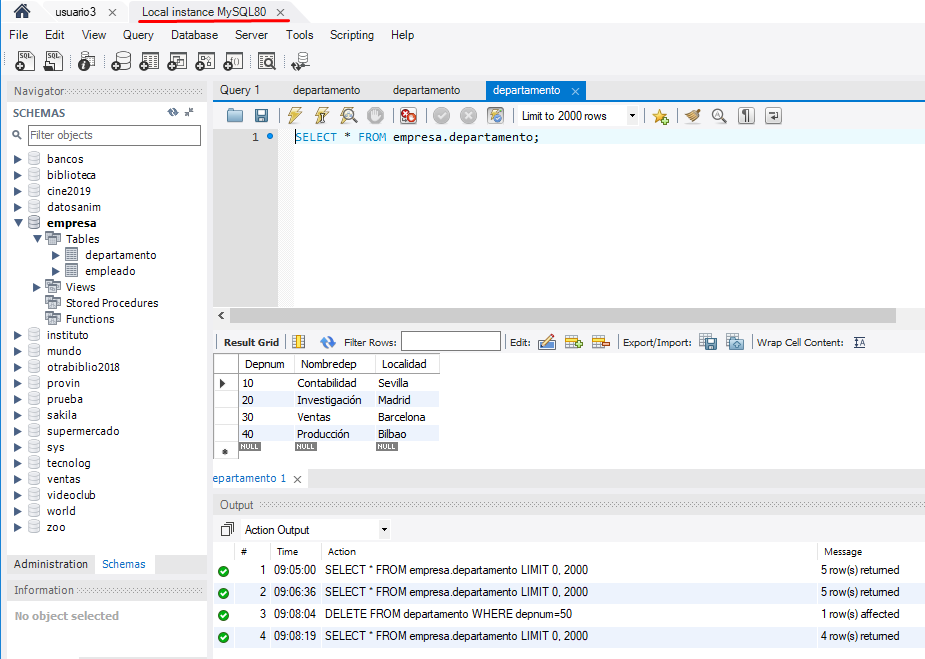 usuario3 Local instance MySQL80
File Edit View Query Database Server Tools Scripting Help
Navigator
SCHEMAS
Filter objects
bancos
biblioteca
cine2019
datosanim
empresa
Tables
departamento
empleado
Views
Stored Procedures
Functions
instituto
mundo
otrabiblio2018
provin
prueba
sakila
supermercado
sys
tecnolog
ventas
videoclub
world
zoo
Administration Schemas
Information
No object selected
Query 1 departamento departamento departamento
Limit to 2000 rows
1 SELECT * FROM empresa.departamento;
Result Grid Filter Rows: Edit: Export/Import: Wrap Cell Content:
Depnum Nombredep Localidad
10 Contabilidad Sevilla
20 Investigación Madrid
30 Ventas Barcelona
40 Producción Bilbao
NULL NULL NULL
epartamento 1
Output
Action Output
# Time Action Message
1 09:05:00 SELECT * FROM empresa.departamento LIMIT 0, 2000 5 row(s) returned
2 09:06:36 SELECT * FROM empresa.departamento LIMIT 0, 2000 5 row(s) returned
3 09:08:04 DELETE FROM departamento WHERE depnum=50 1 row(s) affected
4 09:08:19 SELECT * FROM empresa.departamento LIMIT 0, 2000 4 row(s) returned